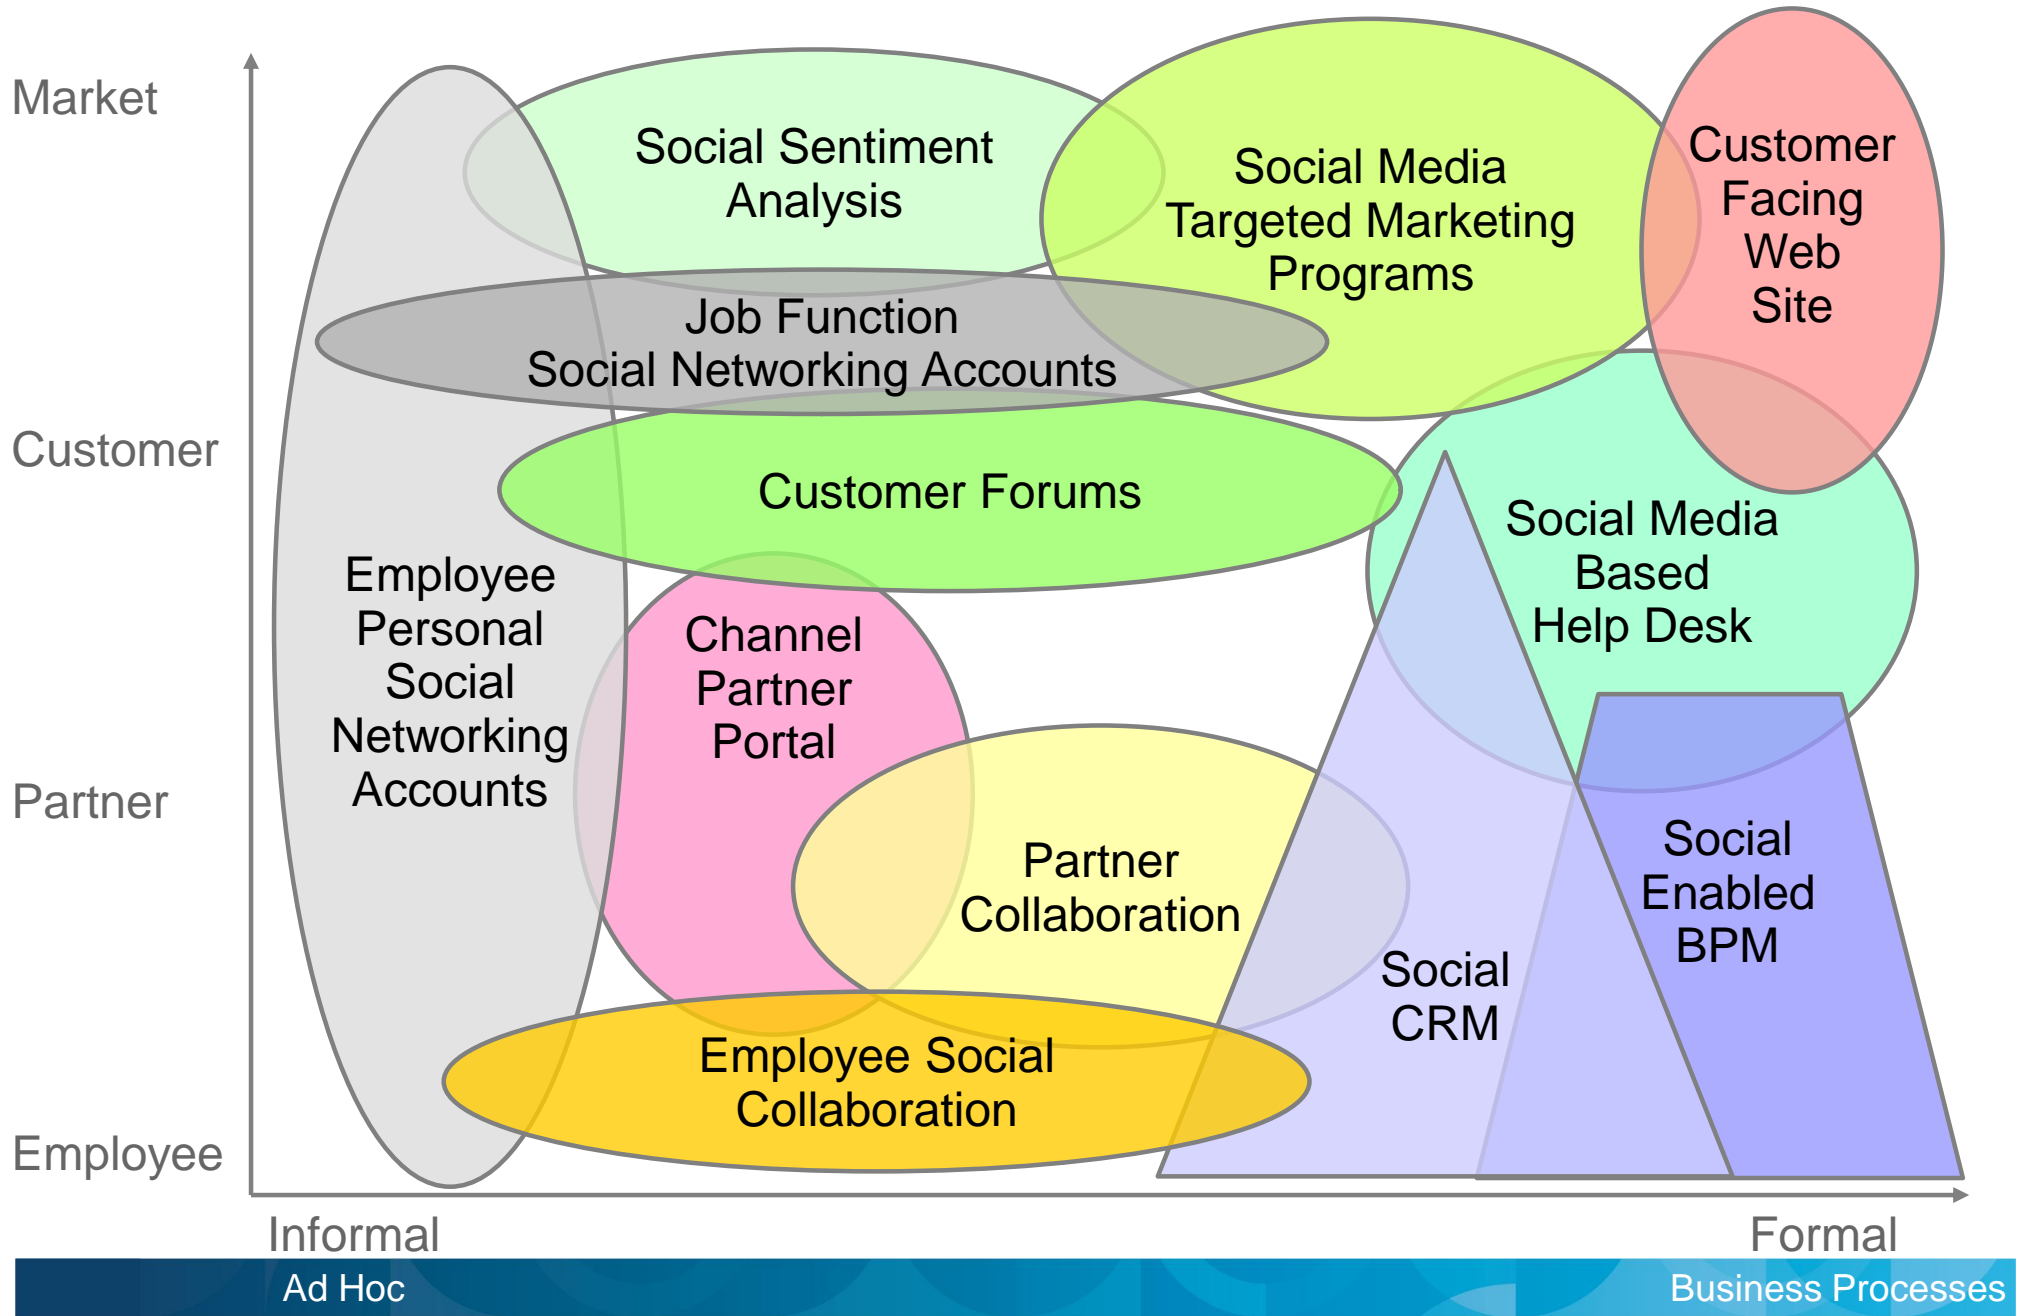 Market
Customer
Partner
Employee
Social Sentiment
Analysis
Social Media
Targeted Marketing
Programs
Customer
Facing
Web
Site
Job Function
Social Networking Accounts
Customer Forums
Social Media
Based
Help Desk
Employee
Personal
Social
Networking
Accounts
Channel
Partner
Portal
Partner
Collaboration
Social
Enabled
BPM
Social
CRM
Employee Social
Collaboration
Informal
Formal
Ad Hoc
Business Processes